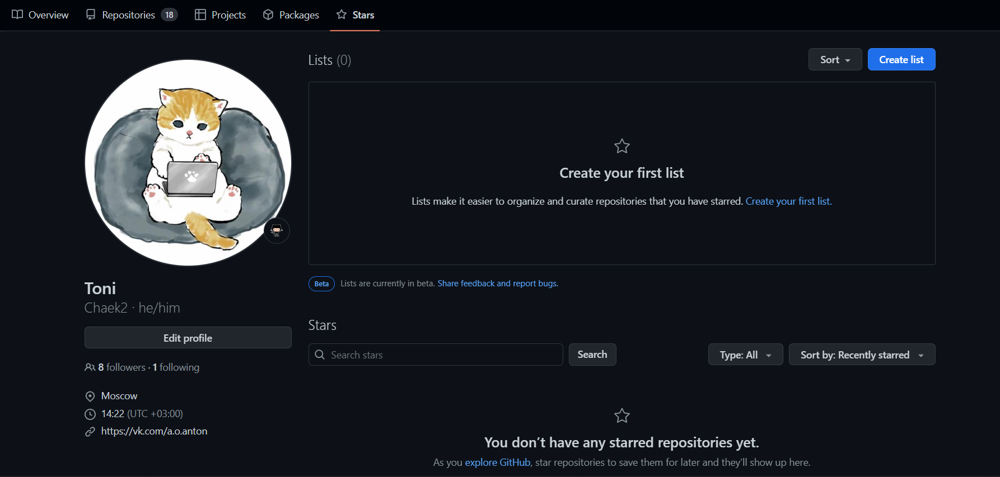 Overview Repositories 18 Projects Packages Stars
Lists (0) Sort Create list
Create your first list
Lists make it easier to organize and curate repositories that you have starred. Create your first list.
Beta Lists are currently in beta. Share feedback and report bugs.
Toni
Chaek2 · he/him
Edit profile
8 followers · 1 following
Moscow
14:22 (UTC +03:00)
https://vk.com/a.o.anton
Stars
Search stars Search Type: All Sort by: Recently starred
You don’t have any starred repositories yet.
As you explore GitHub, star repositories to save them for later and they’ll show up here.